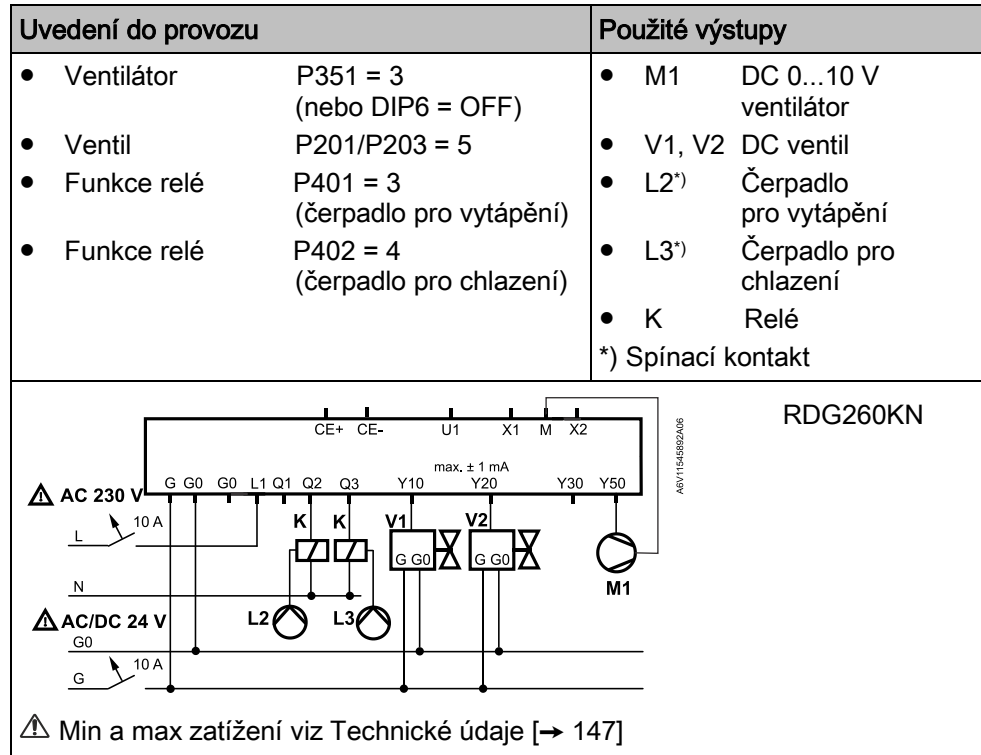 Uvedení do provozu
Použité výstupy
• Ventilátor P351 = 3
(nebo DIP6 = OFF)
• Ventil P201/P203 = 5
• Funkce relé P401 = 3
(čerpadlo pro vytápění)
• Funkce relé P402 = 4
(čerpadlo pro chlazení)
• M1 DC 0...10 V
ventilátor
• V1, V2 DC ventil
• L2*) Čerpadlo
pro vytápění
• L3*) Čerpadlo pro
chlazení
• K Relé
*) Spínací kontakt
RDG260KN
A6V11545892A06
CE+ CE- U1 X1 M X2
max. ± 1 mA
G G0 G0 L1 Q1 Q2 Q3 Y10 Y20 Y30 Y50
⚠ AC 230 V
10 A
L
K K V1 V2
G G0 G G0
M1
N
L2 L3
⚠ AC/DC 24 V
G0
10 A
G
⚠ Min a max zatížení viz Technické údaje [→ 147]